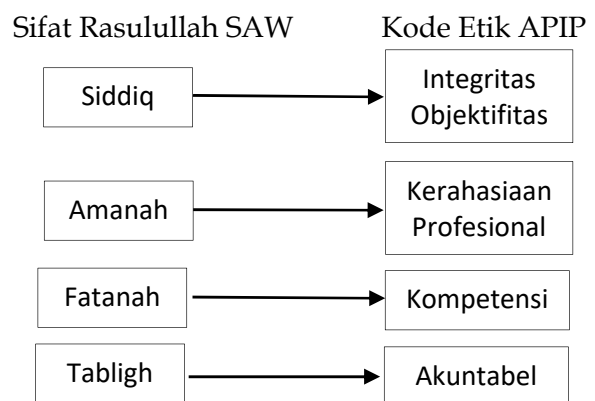 Sifat Rasulullah SAW Kode Etik APIP
Siddiq
Integritas
Objektifitas
Amanah
Kerahasiaan
Profesional
Fatanah
Kompetensi
Tabligh
Akuntabel